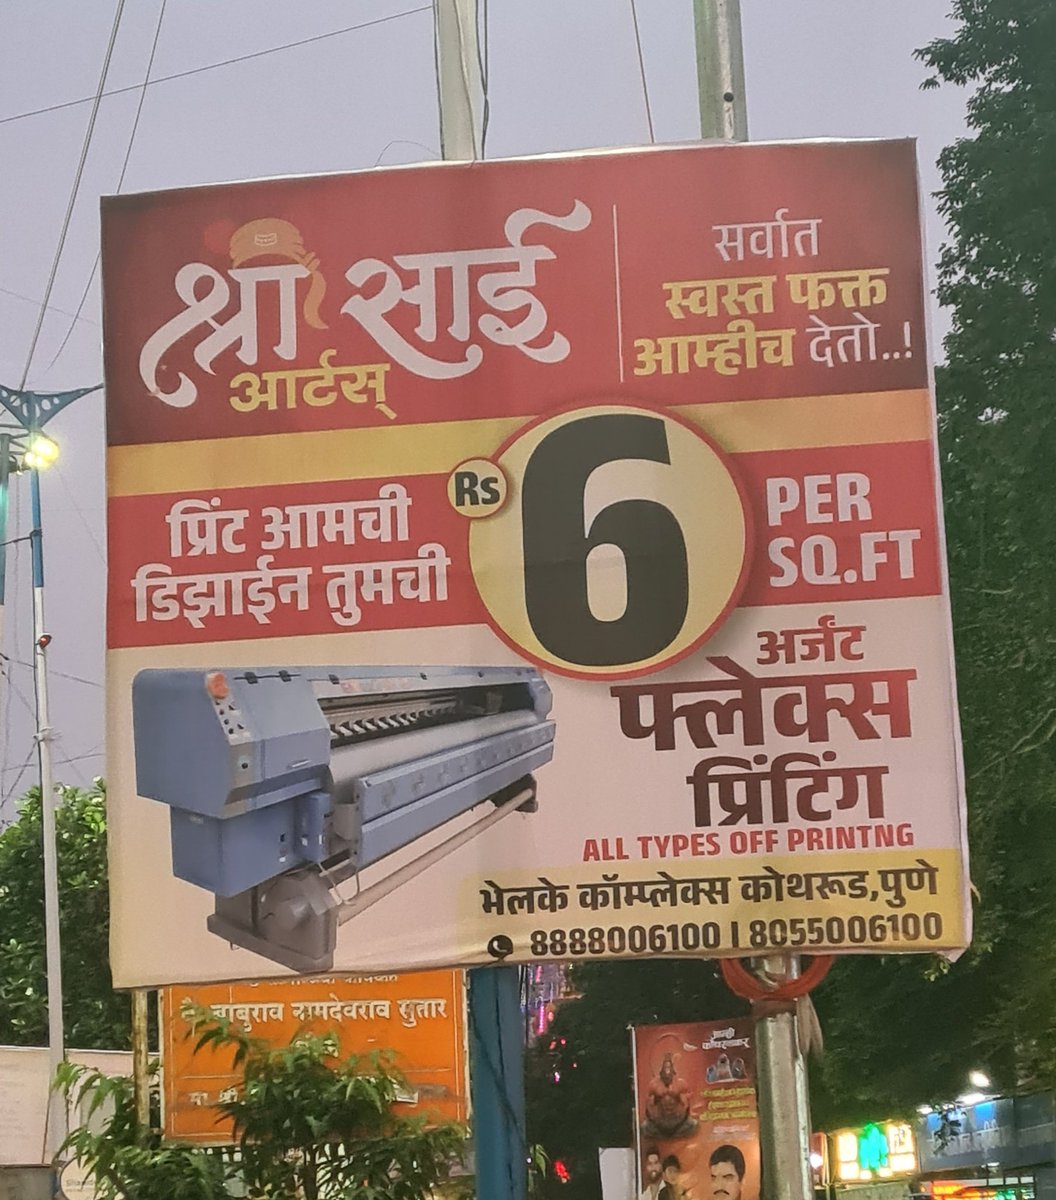 श्री साई
आर्टस्
सर्वात
स्वस्त फक्त
आम्हीच देतो..!
प्रिंट आमची
डिझाईन तुमची
Rs 6
PER
SQ.FT
अर्जंट
फ्लेक्स
प्रिंटिंग
ALL TYPES OFF PRINTNG
भेलके कॉम्प्लेक्स कोथरूड,पुणे
8888006100 | 8055006100
बाबुराव नामदेवराव सुतार
आम्ही